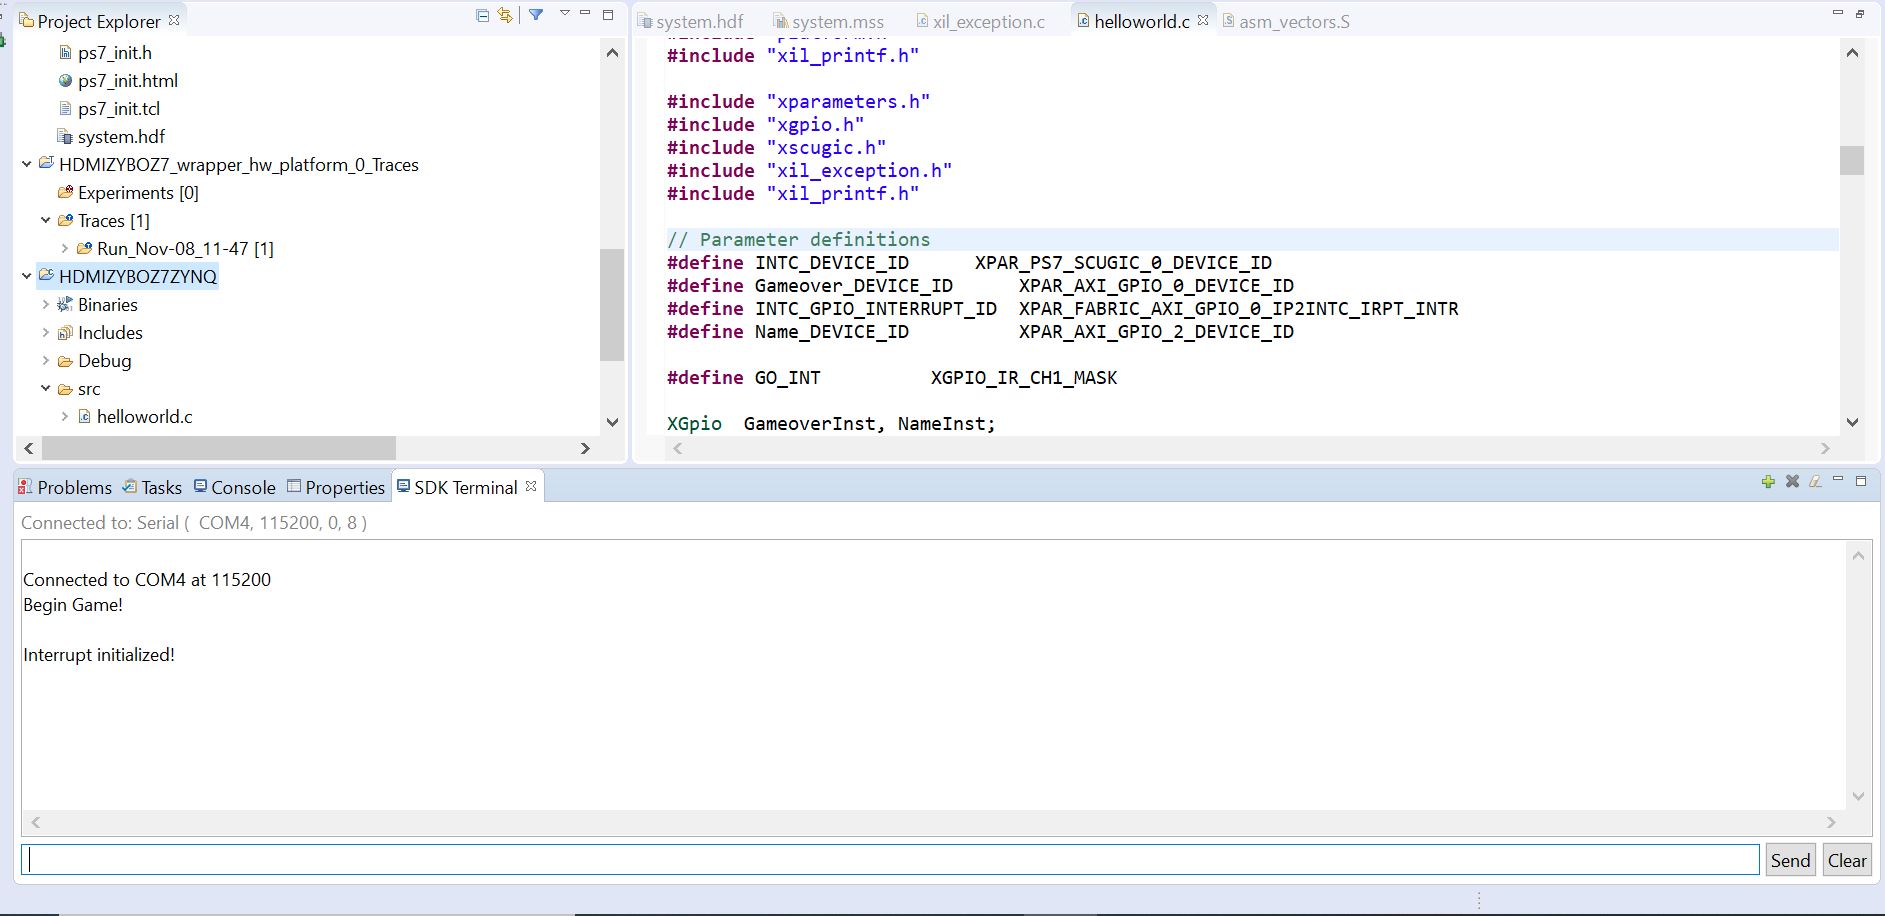 Project Explorer
ps7_init.h
ps7_init.html
ps7_init.tcl
system.hdf
HDMIZYBOZ7_wrapper_hw_platform_0_Traces
Experiments [0]
Traces [1]
Run_Nov-08_11-47 [1]
HDMIZYBOZ7ZYNQ
Binaries
Includes
Debug
src
helloworld.c
system.hdf system.mss xil_exception.c helloworld.c asm_vectors.S
#include "xil_printf.h"
#include "xparameters.h"
#include "xgpio.h"
#include "xscugic.h"
#include "xil_exception.h"
#include "xil_printf.h"
// Parameter definitions
#define INTC_DEVICE_ID XPAR_PS7_SCUGIC_0_DEVICE_ID
#define Gameover_DEVICE_ID XPAR_AXI_GPIO_0_DEVICE_ID
#define INTC_GPIO_INTERRUPT_ID XPAR_FABRIC_AXI_GPIO_0_IP2INTC_IRPT_INTR
#define Name_DEVICE_ID XPAR_AXI_GPIO_2_DEVICE_ID
#define GO_INT XGPIO_IR_CH1_MASK
XGpio GameoverInst, NameInst;
Problems Tasks Console Properties SDK Terminal
Connected to: Serial ( COM4, 115200, 0, 8 )
Connected to COM4 at 115200
Begin Game!
Interrupt initialized!
Send Clear